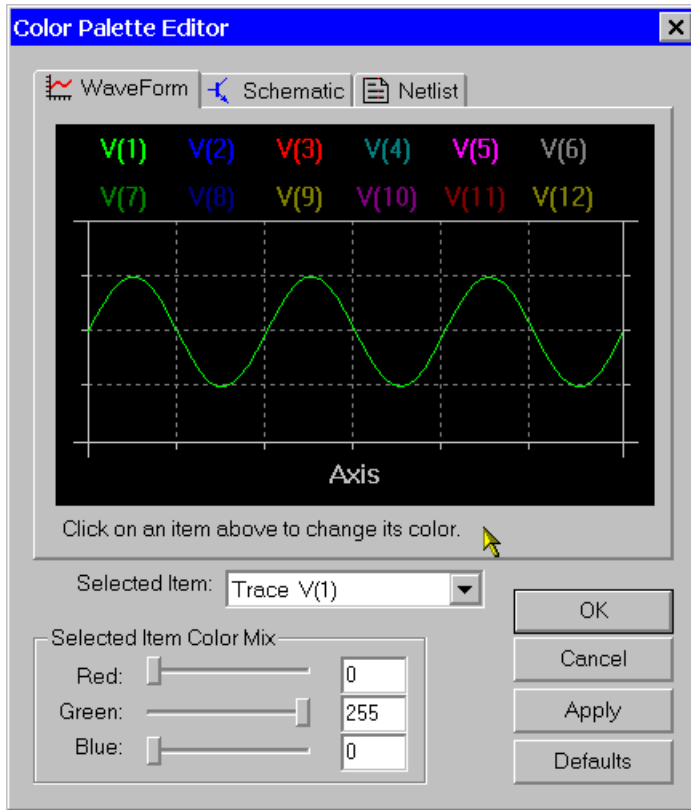 Color Palette Editor
WaveForm Schematic Netlist
V(1) V(2) V(3) V(4) V(5) V(6)
V(7) V(8) V(9) V(10) V(11) V(12)
Axis
Click on an item above to change its color.
Selected Item: Trace V(1)
Selected Item Color Mix
Red: 0
Green: 255
Blue: 0
OK
Cancel
Apply
Defaults